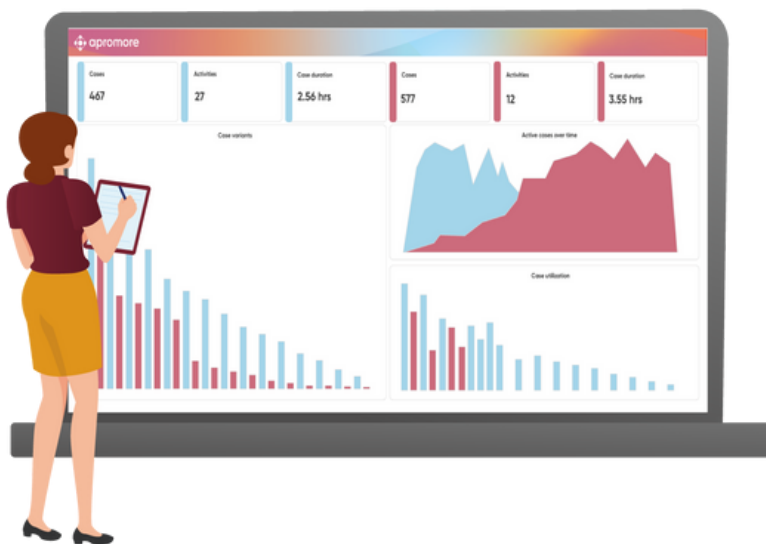 apromore
Cases
467
Activities
27
Case duration
2.56 hrs
Cases
577
Activities
12
Case duration
3.55 hrs
Case variants
Active cases over time
Case utilization